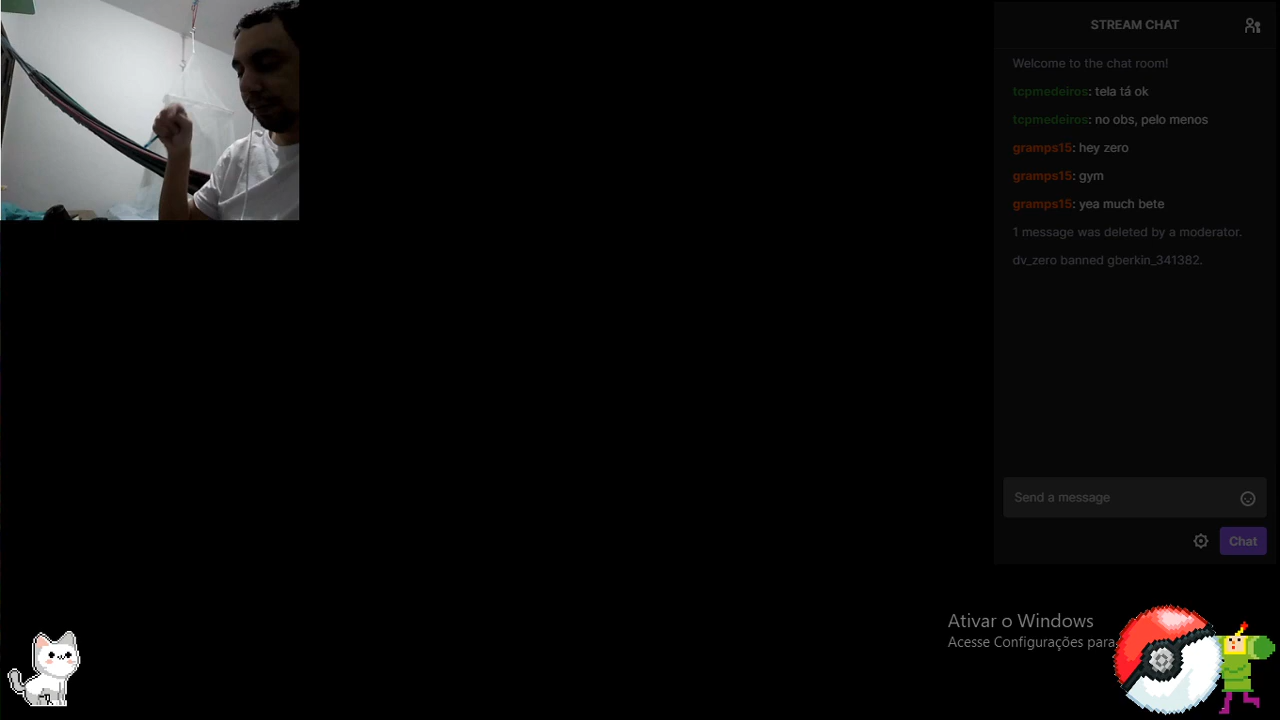 STREAM CHAT
Welcome to the chat room!
tcpmedeiros: tela tá ok
tcpmedeiros: no obs, pelo menos
gramps15: hey zero
gramps15: gym
gramps15: yea much bete
1 message was deleted by a moderator.
dv_zero banned gberkin_341382.
Send a message
Chat
Ativar o Windows
Acesse Configurações para